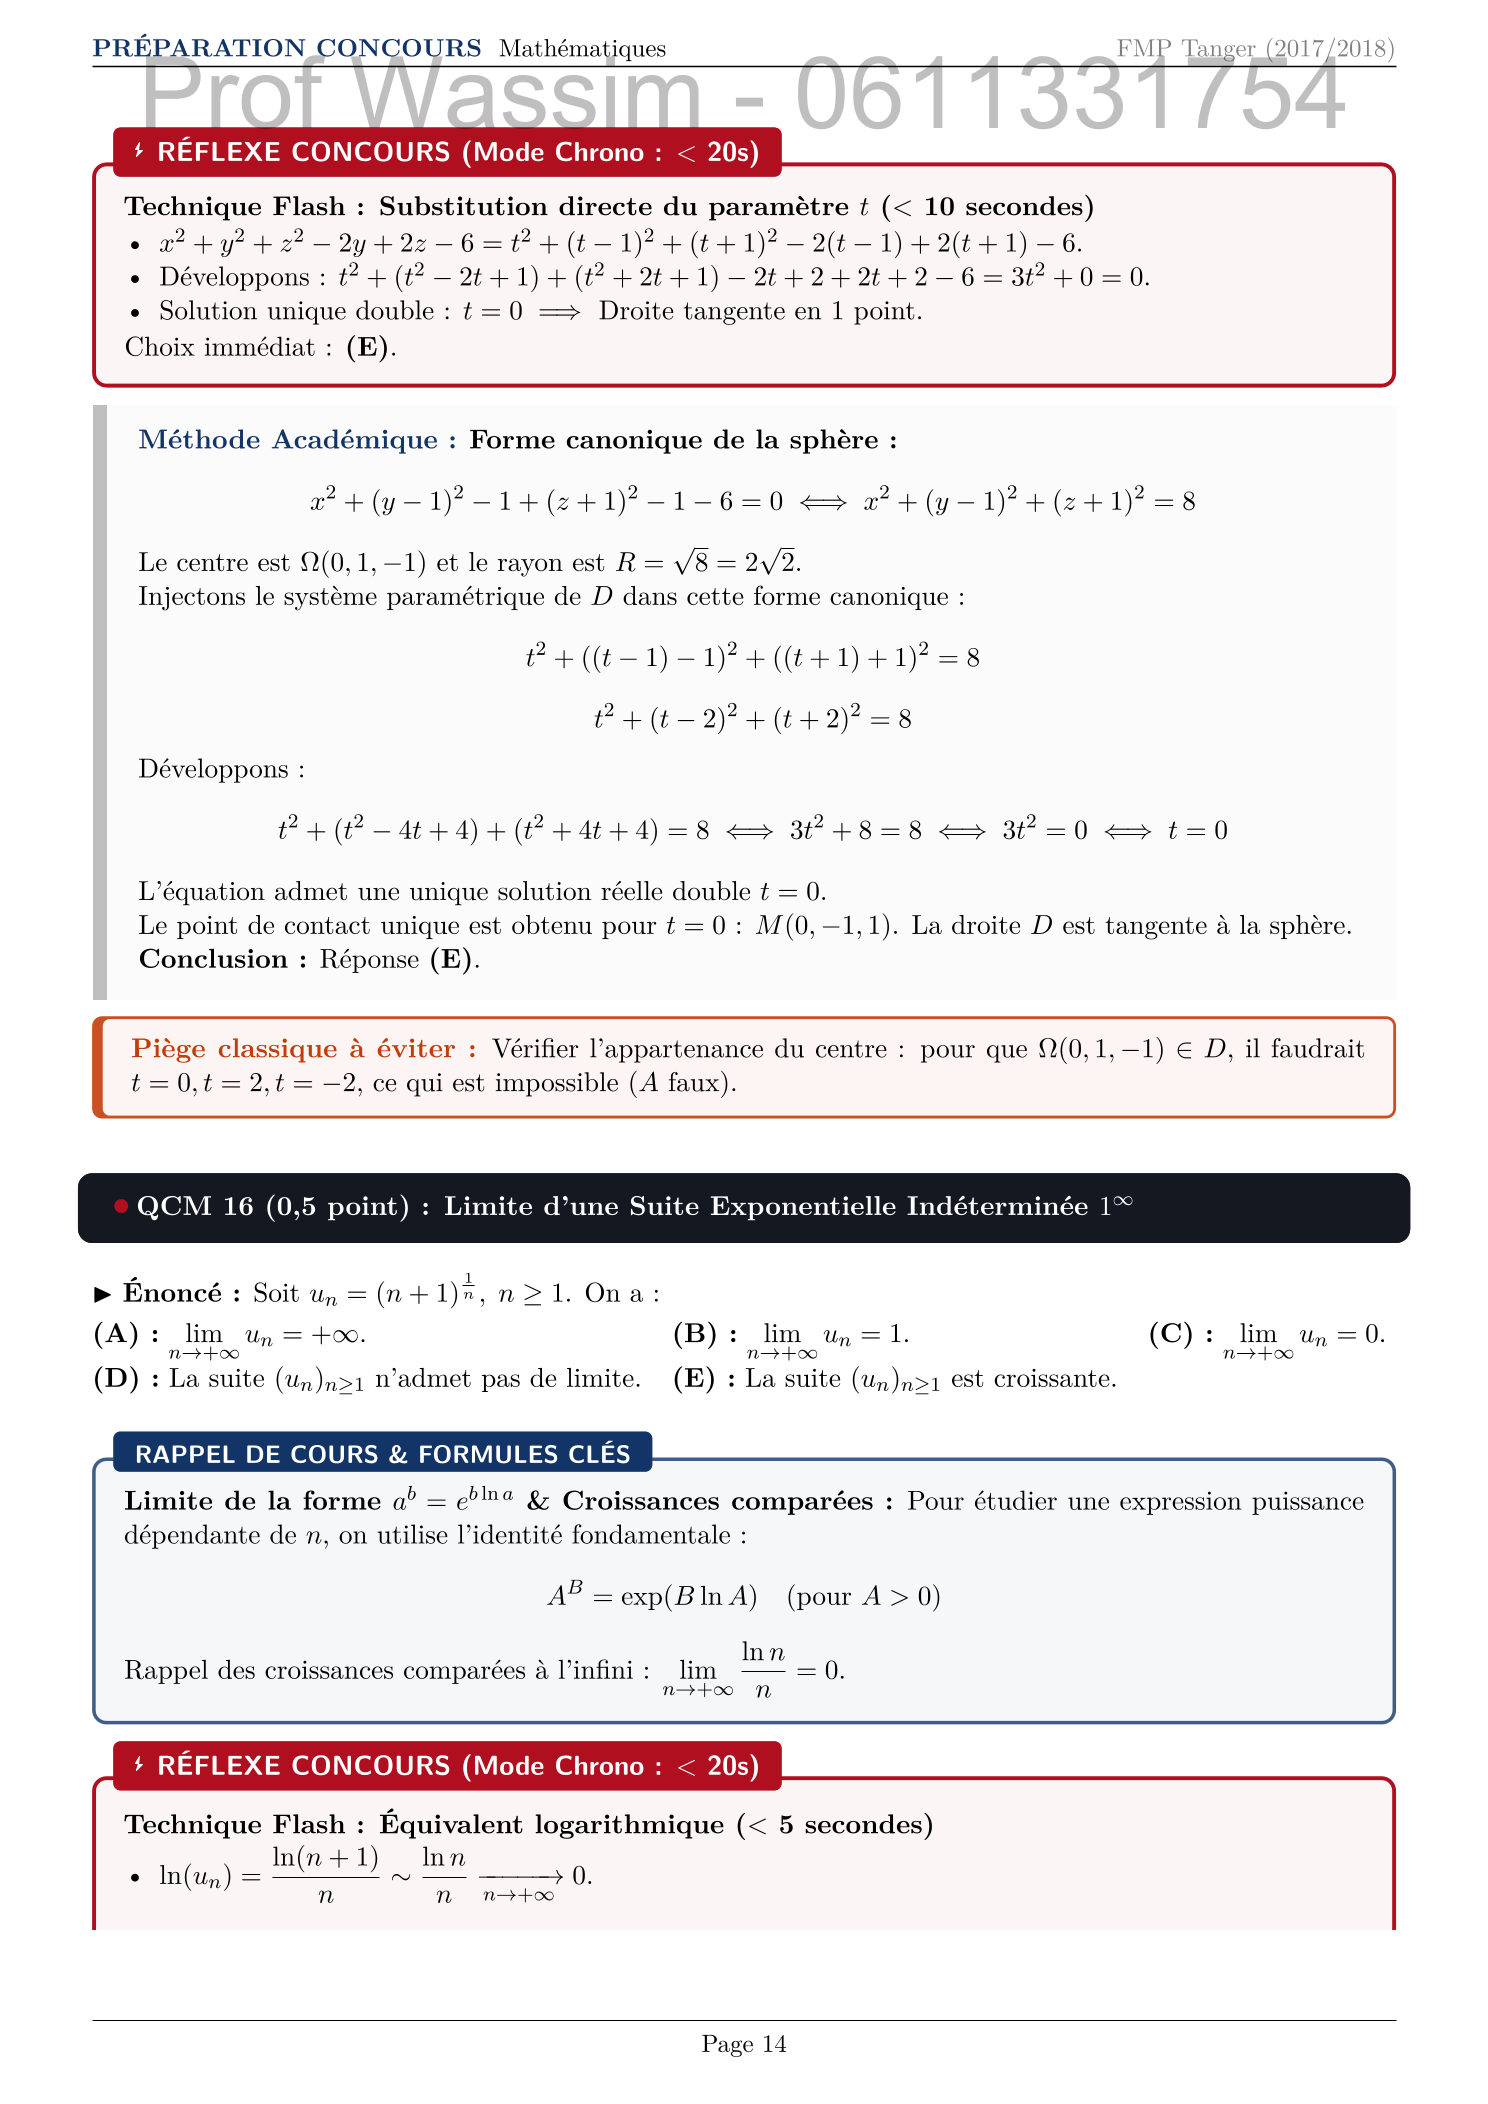 PRÉPARATION CONCOURS Mathématiques FMP Tanger (2017/2018)
Prof Wassim - 0611331754
RÉFLEXE CONCOURS (Mode Chrono : < 20s)
Technique Flash : Substitution directe du paramètre t (< 10 secondes)
• x² + y² + z² − 2y + 2z − 6 = t² + (t − 1)² + (t + 1)² − 2(t − 1) + 2(t + 1) − 6.
• Développons : t² + (t² − 2t + 1) + (t² + 2t + 1) − 2t + 2 + 2t + 2 − 6 = 3t² + 0 = 0.
• Solution unique double : t = 0 ⟹ Droite tangente en 1 point.
Choix immédiat : (E).
Méthode Académique : Forme canonique de la sphère :
x² + (y − 1)² − 1 + (z + 1)² − 1 − 6 = 0 ⟺ x² + (y − 1)² + (z + 1)² = 8
Le centre est Ω(0, 1, −1) et le rayon est R = √8 = 2√2.
Injectons le système paramétrique de D dans cette forme canonique :
t² + ((t − 1) − 1)² + ((t + 1) + 1)² = 8
t² + (t − 2)² + (t + 2)² = 8
Développons :
t² + (t² − 4t + 4) + (t² + 4t + 4) = 8 ⟺ 3t² + 8 = 8 ⟺ 3t² = 0 ⟺ t = 0
L'équation admet une unique solution réelle double t = 0.
Le point de contact unique est obtenu pour t = 0 : M(0, −1, 1). La droite D est tangente à la sphère.
Conclusion : Réponse (E).
Piège classique à éviter : Vérifier l'appartenance du centre : pour que Ω(0, 1, −1) ∈ D, il faudrait
t = 0, t = 2, t = −2, ce qui est impossible (A faux).
• QCM 16 (0,5 point) : Limite d'une Suite Exponentielle Indéterminée 1^∞
▶ Énoncé : Soit u_n = (n + 1)^{1/n}, n ≥ 1. On a :
(A) : lim_{n→+∞} u_n = +∞. (B) : lim_{n→+∞} u_n = 1. (C) : lim_{n→+∞} u_n = 0.
(D) : La suite (u_n)_{n≥1} n'admet pas de limite. (E) : La suite (u_n)_{n≥1} est croissante.
RAPPEL DE COURS & FORMULES CLÉS
Limite de la forme a^b = e^{b ln a} & Croissances comparées : Pour étudier une expression puissance
dépendante de n, on utilise l'identité fondamentale :
A^B = exp(B ln A) (pour A > 0)
Rappel des croissances comparées à l'infini : lim_{n→+∞} ln n / n = 0.
RÉFLEXE CONCOURS (Mode Chrono : < 20s)
Technique Flash : Équivalent logarithmique (< 5 secondes)
• ln(u_n) = ln(n + 1) / n ∼ ln n / n ⟶_{n→+∞} 0.
Page 14